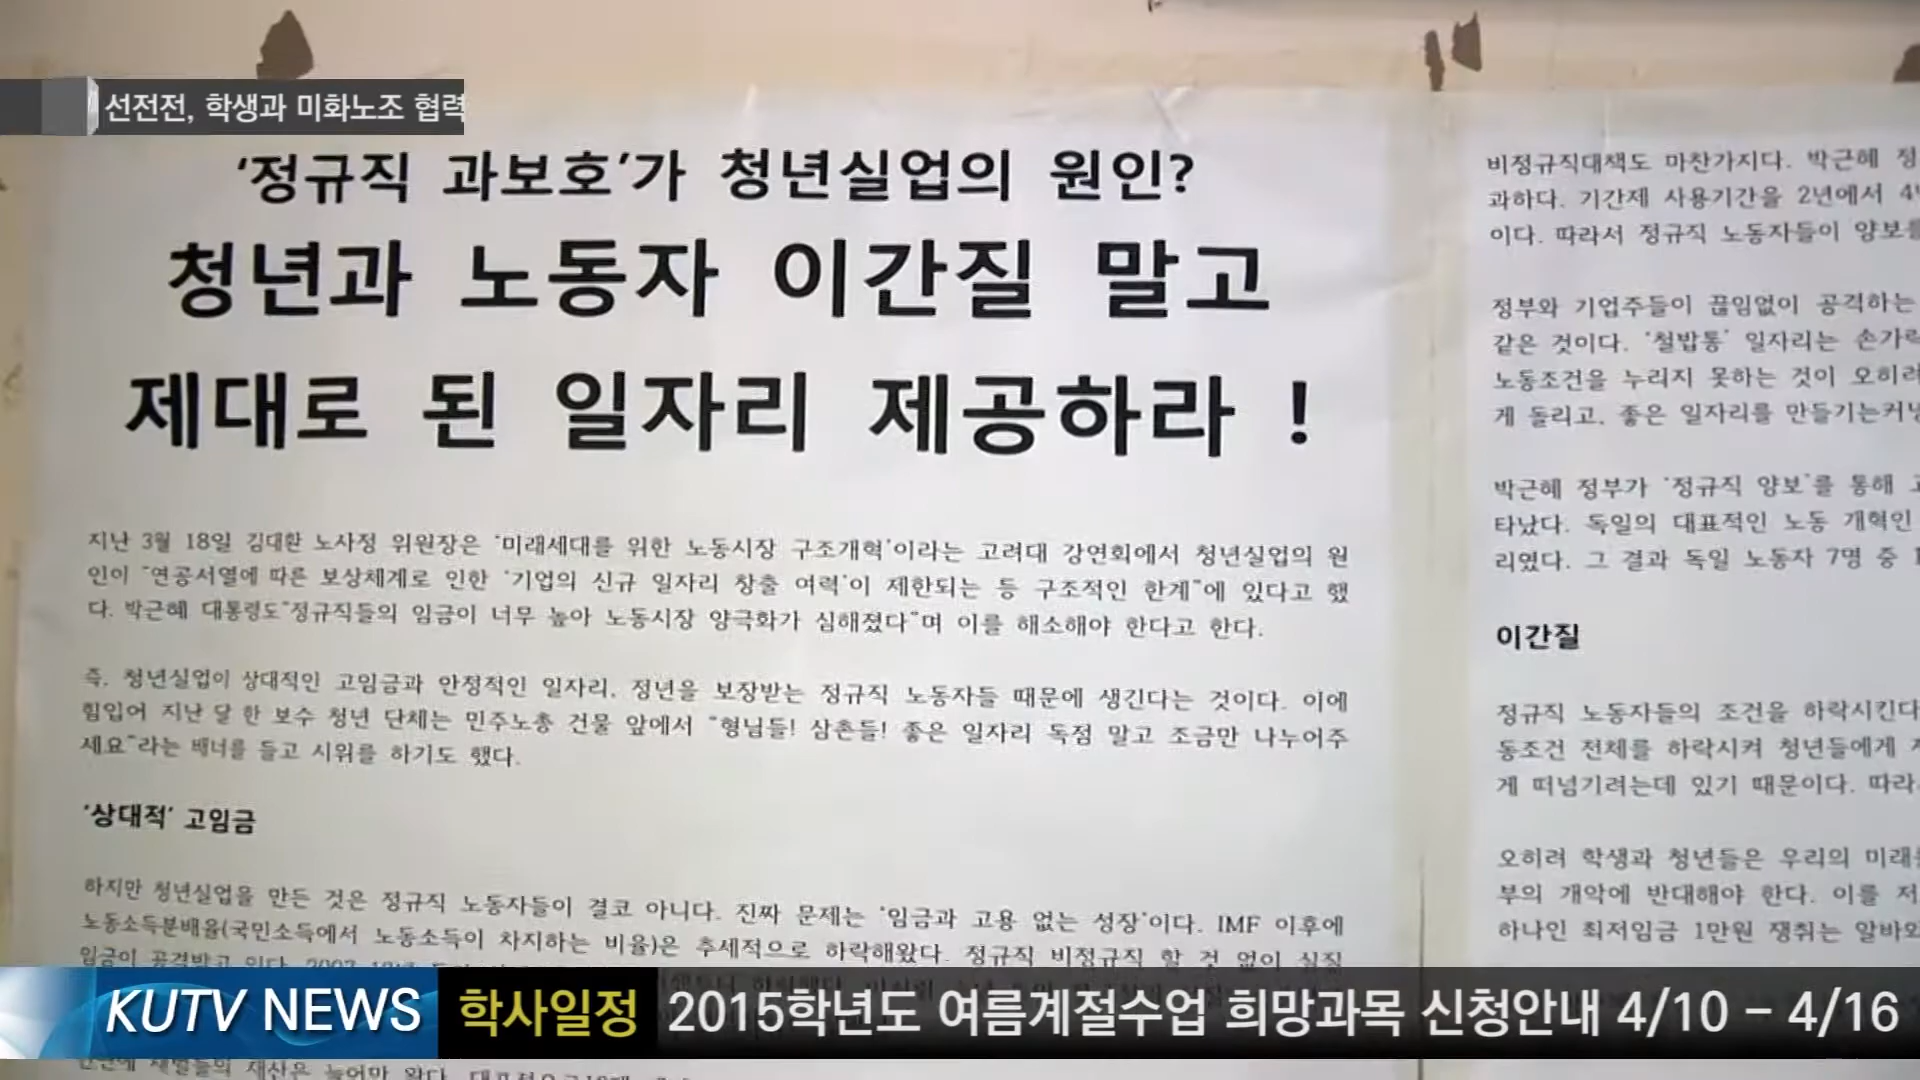 선전전, 학생과 미화노조 협력
'정규직 과보호'가 청년실업의 원인?
청년과 노동자 이간질 말고
제대로 된 일자리 제공하라 !
지난 3월 18일 김대환 노사정 위원장은 '미래세대를 위한 노동시장 구조개혁'이라는 고려대 강연회에서 청년실업의 원
인이 "연공서열에 따른 보상체계로 인한 '기업의 신규 일자리 창출 여력'이 제한되는 등 구조적인 한계"에 있다고 했
다. 박근혜 대통령도"정규직들의 임금이 너무 높아 노동시장 양극화가 심해졌다"며 이를 해소해야 한다고 한다.
즉, 청년실업이 상대적인 고임금과 안정적인 일자리, 정년을 보장받는 정규직 노동자들 때문에 생긴다는 것이다. 이에
힘입어 지난 달 한 보수 청년 단체는 민주노총 건물 앞에서 "형님들! 삼촌들! 좋은 일자리 독점 말고 조금만 나누어주
세요"라는 배너를 들고 시위를 하기도 했다.
'상대적' 고임금
하지만 청년실업을 만든 것은 정규직 노동자들이 결코 아니다. 진짜 문제는 '임금과 고용 없는 성장'이다. IMF 이후에
노동소득분배율(국민소득에서 노동소득이 차지하는 비율)은 추세적으로 하락해왔다. 정규직 비정규직 할 것 없이 실질
임금이 공격받고 있다.
비정규직대책도 마찬가지다. 박근혜 정
과하다. 기간제 사용기간을 2년에서
이다. 따라서 정규직 노동자들이 양보를
정부와 기업주들이 끊임없이 공격하는
같은 것이다. '철밥통' 일자리는
노동조건을 누리지 못하는 것이 오히려
게 돌리고, 좋은 일자리를 만들기는커녕
박근혜 정부가 '정규직 양보'를 통해
타났다. 독일의 대표적인 노동 개혁인
리였다. 그 결과 독일 노동자 7명 중
이간질
정규직 노동자들의 조건을 하락시킨다
동조건 전체를 하락시켜 청년들에게
게 떠넘기려는데 있기 때문이다. 따라
오히려 학생과 청년들은 우리의 미래를
부의 개악에 반대해야 한다. 이를
하나인 최저임금 1만원 쟁취는 알바와
KUTV NEWS 학사일정 2015학년도 여름계절수업 희망과목 신청안내 4/10 - 4/16